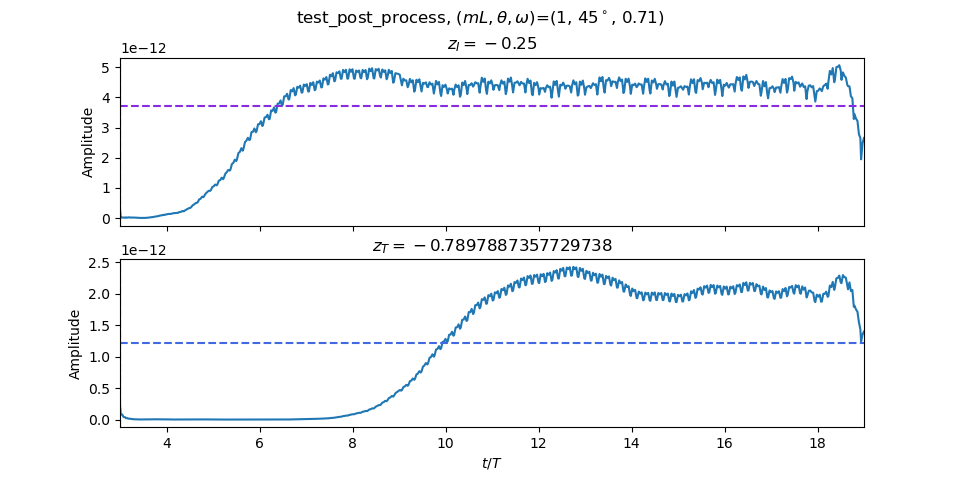 test_post_process, (mL, θ, ω)=(1, 45°, 0.71)
z_I = −0.25
1e−12
5
4
3
2
1
0
Amplitude
z_T = −0.7897887357729738
1e−12
2.5
2.0
1.5
1.0
0.5
0.0
Amplitude
4 6 8 10 12 14 16 18
t/T